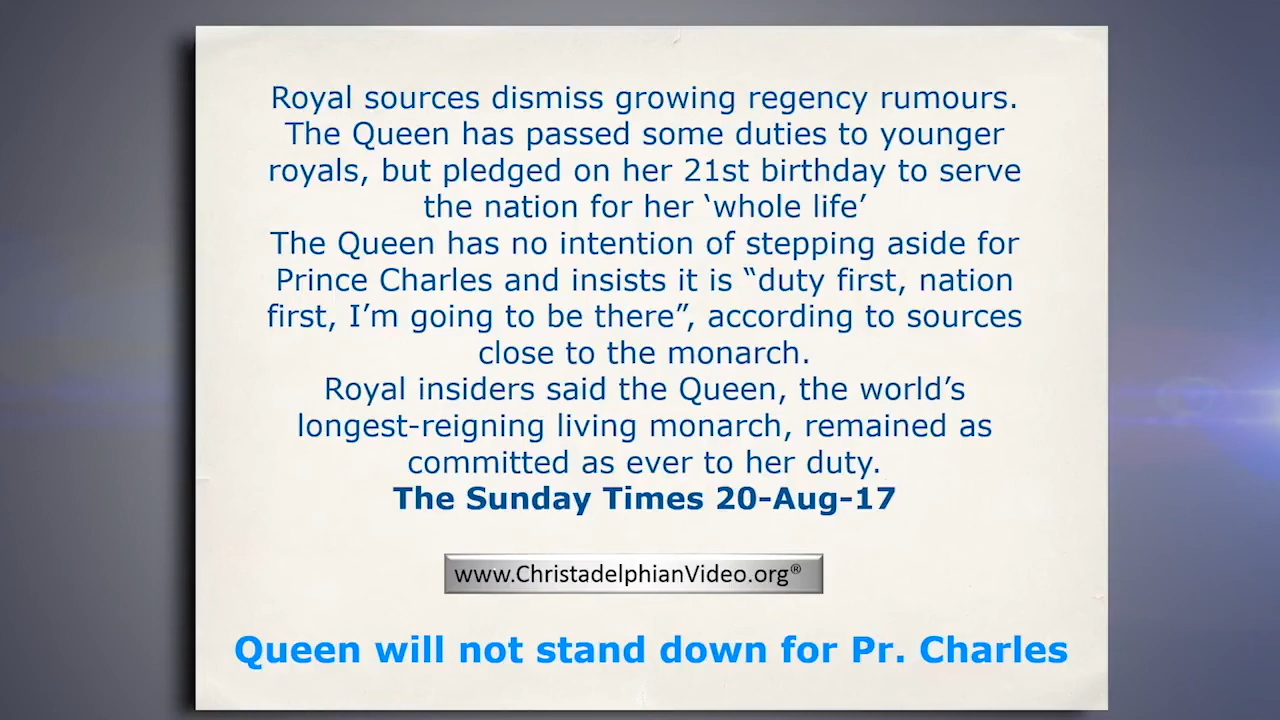 Royal sources dismiss growing regency rumours.
The Queen has passed some duties to younger
royals, but pledged on her 21st birthday to serve
the nation for her ‘whole life’
The Queen has no intention of stepping aside for
Prince Charles and insists it is “duty first, nation
first, I’m going to be there”, according to sources
close to the monarch.
Royal insiders said the Queen, the world’s
longest-reigning living monarch, remained as
committed as ever to her duty.
The Sunday Times 20-Aug-17
www.ChristadelphianVideo.org®
Queen will not stand down for Pr. Charles